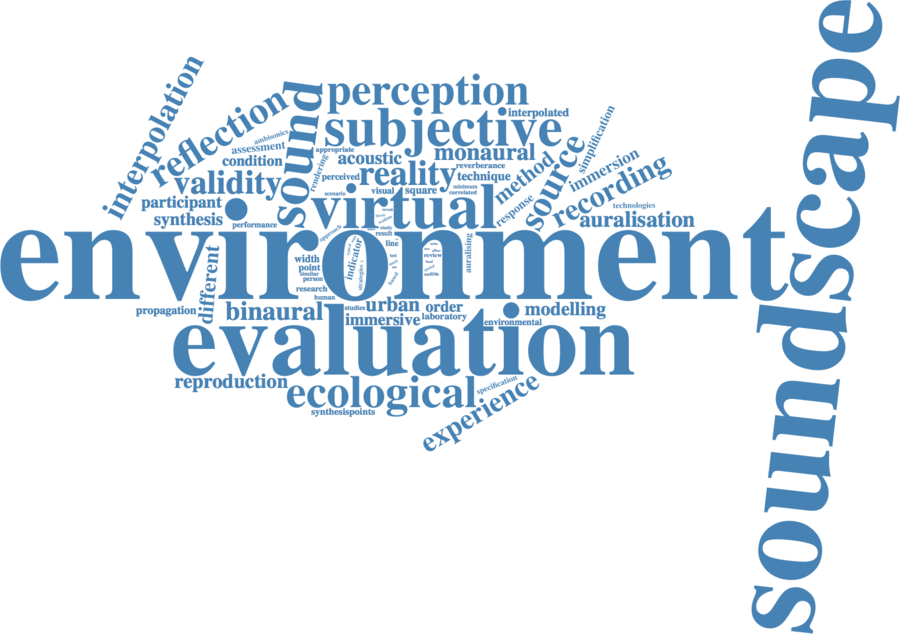 soundscape
interpolation
reflection
sound
perception
interpolated
subjective
ambisonics
assessment
appropriate
condition
rendering
acoustic
monaural
reverberance
method
source
simplification
validity
perceived
reality
technique
immersion
recording
scenario
visual
square
minimum
correlated
participant
virtual
response
technologies
synthesis
performance
auralisation
approach
study
result
environment
line
review
indicator
auralising
different
width
point
similar
person
strategies
research
human
propagation
binaural
studies
urban
order
modelling
immersive
laboratory
environmental
evaluation
reproduction
ecological
specification
synthesispoints
experience